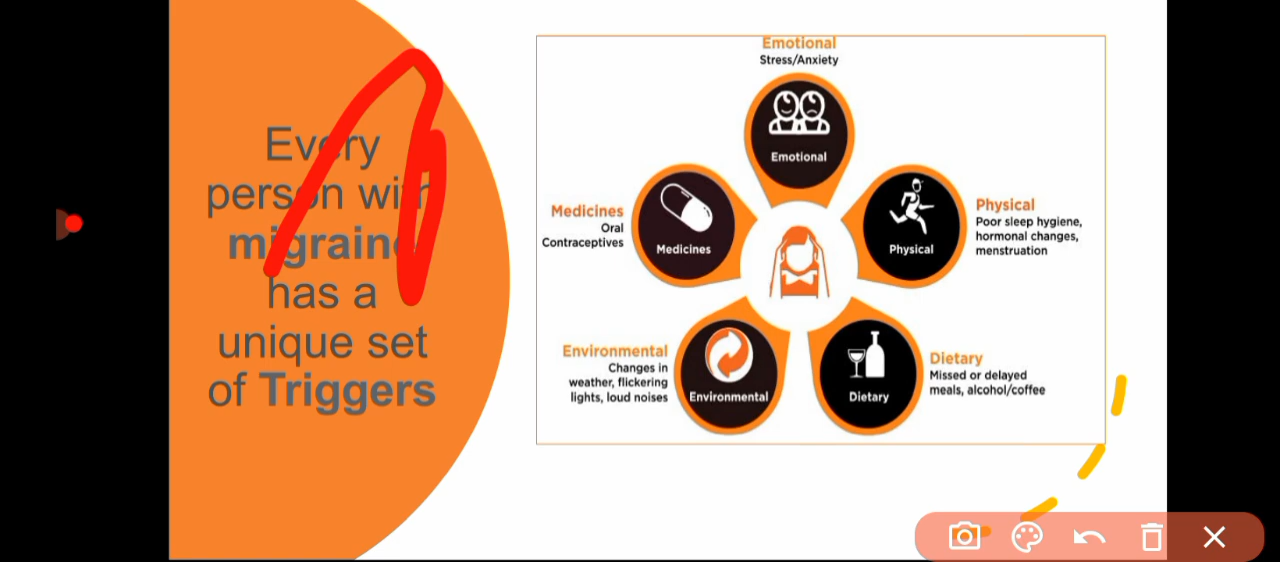 Every
person with
migraine
has a
unique set
of Triggers
Emotional
Stress/Anxiety
Emotional
Medicines
Oral
Contraceptives
Medicines
Physical
Physical
Poor sleep hygiene,
hormonal changes,
menstruation
Environmental
Changes in
weather, flickering
lights, loud noises
Environmental
Dietary
Dietary
Missed or delayed
meals, alcohol/coffee